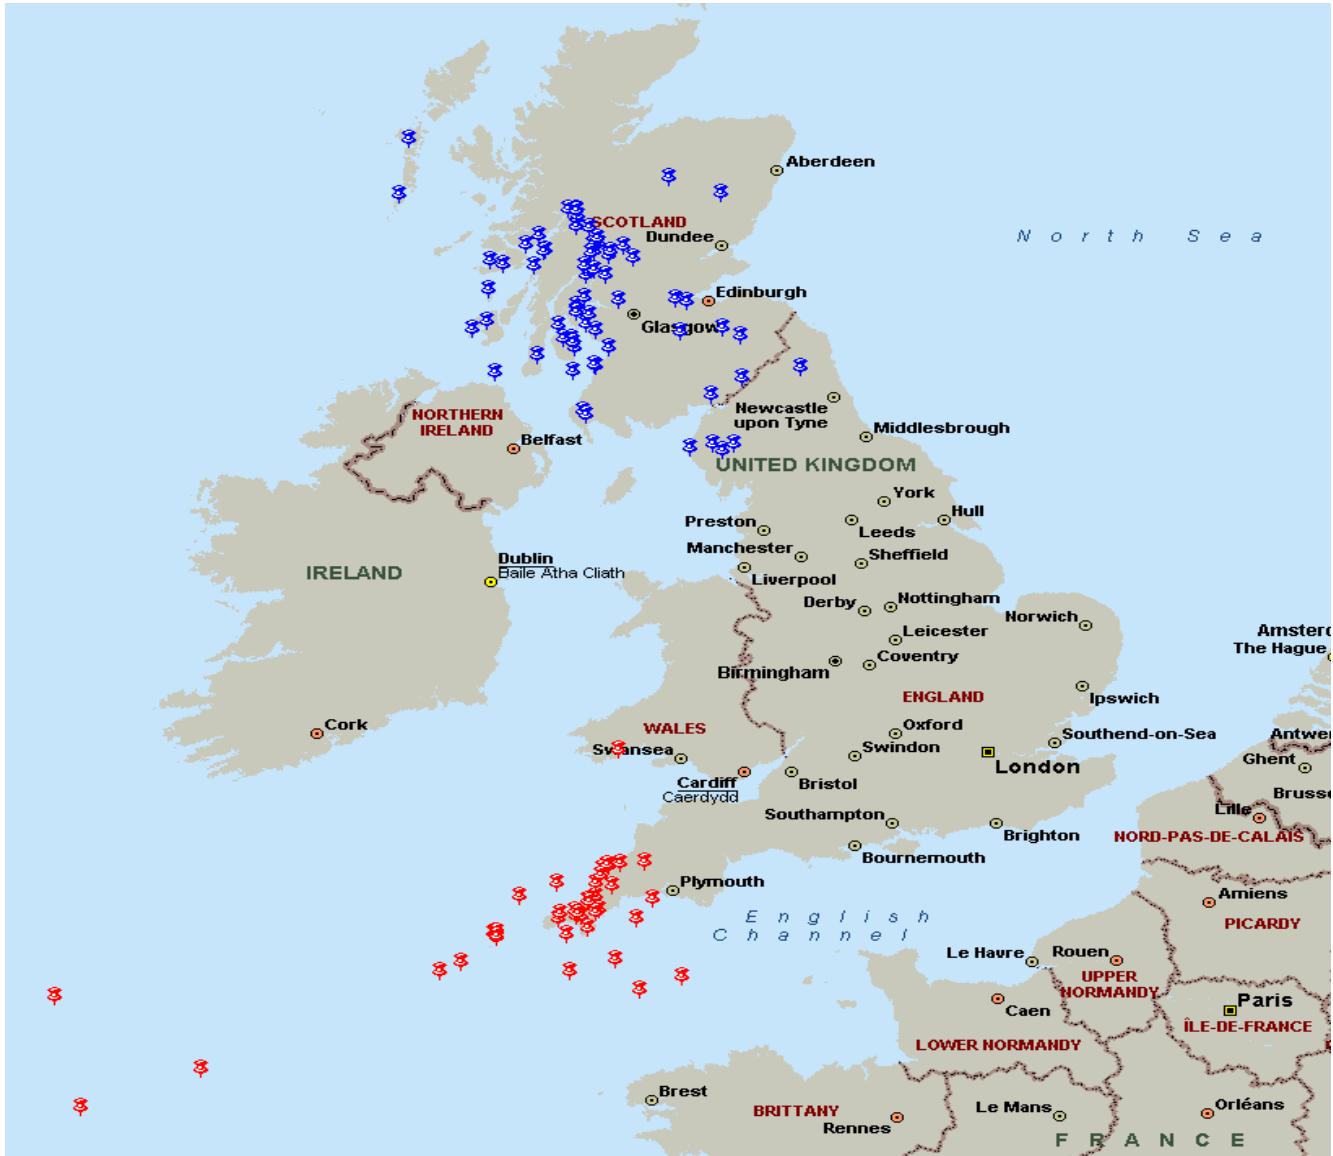 Aberdeen
SCOTLAND
Dundee
North Sea
Edinburgh
Glasgow
NORTHERN
IRELAND
Belfast
Newcastle
upon Tyne
Middlesbrough
UNITED KINGDOM
York
Hull
Leeds
Preston
Manchester
Sheffield
Liverpool
IRELAND
Dublin
Baile Atha Cliath
Derby
Nottingham
Norwich
Leicester
Coventry
Birmingham
Amsterd
The Hague
ENGLAND
Ipswich
Cork
WALES
Oxford
Swansea
Swindon
Southend-on-Sea
London
Antwer
Ghent
Brusse
Cardiff
Caerdydd
Bristol
Southampton
Brighton
Lille
NORD-PAS-DE-CALAIS
Bournemouth
Plymouth
English
Channel
Amiens
PICARDY
Le Havre
Rouen
UPPER
NORMANDY
Caen
Paris
ÎLE-DE-FRANCE
LOWER NORMANDY
Brest
BRITTANY
Rennes
Le Mans
Orléans
FRANCE